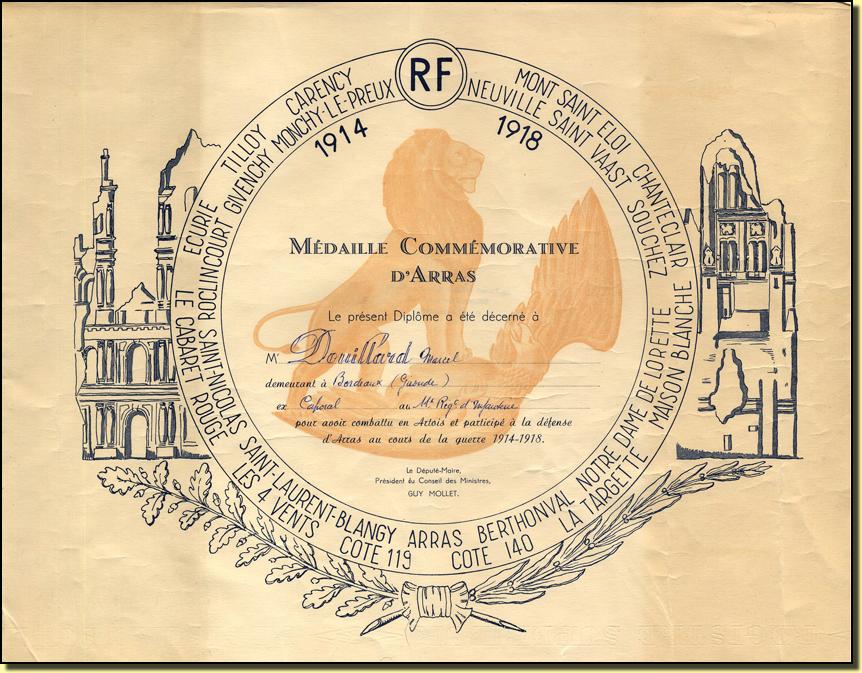 RF
CARENCY
MONT SAINT ELOI
TILLOY
GIVENCHY MONCHY-LE-PREUX
NEUVILLE SAINT VAAST
CHANTECLAIR
ECURIE
SAINT-NICOLAS SAINT ROCLINCOURT
SOUCHEZ
LE CABARET ROUGE
NOTRE DAME DE LORETTE
MAISON BLANCHE
SAINT-LAURENT-BLANGY ARRAS BERTHONVAL
LES 4 VENTS
COTE 119
COTE 140
LA TARGETTE
1914
1918
MÉDAILLE COMMÉMORATIVE
D'ARRAS
Le présent Diplôme a été décerné à
Mr Douillard Marcel
demeurant à Bordeaux (Gironde)
ex Caporal au Régt d'Infanterie
pour avoir combattu en Artois et participé à la défense
d'Arras au cours de la guerre 1914-1918.
Le Député-Maire,
Président du Conseil des Ministres,
GUY MOLLET.